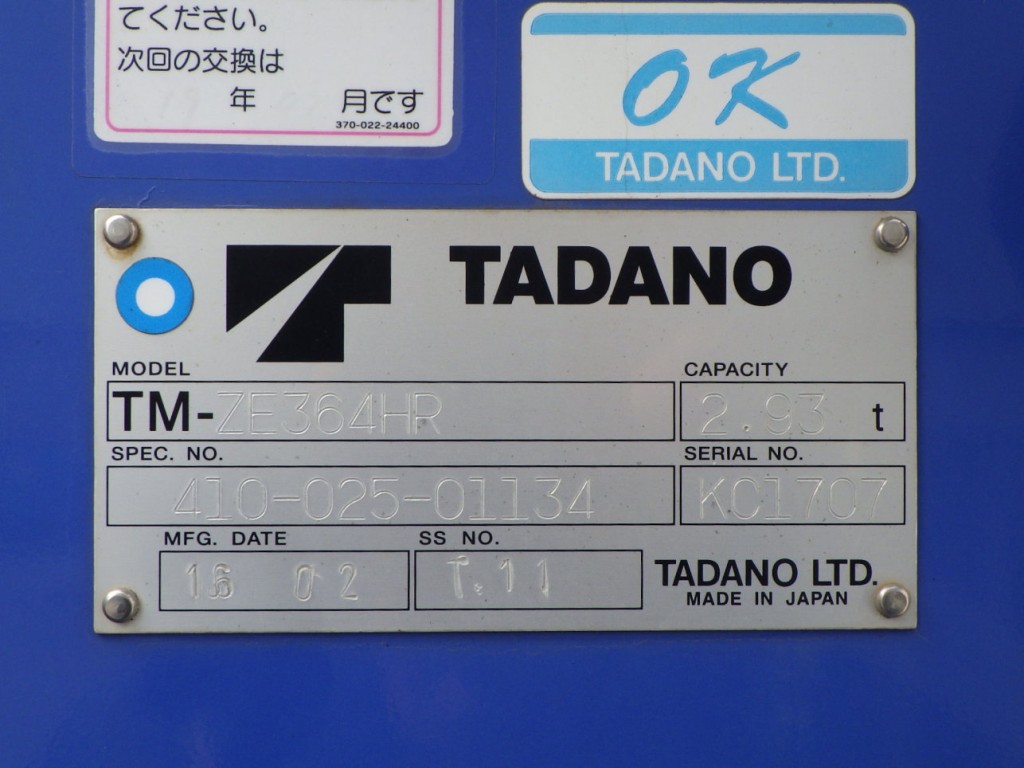 てください。
次回の交換は
年 月です
370-022-24400
OK
TADANO LTD.
TADANO
MODEL
TM-ZE364HR
CAPACITY
2.93 t
SPEC. NO.
410-025-01134
SERIAL NO.
KC1707
MFG. DATE
16 02
SS NO.
T.11
TADANO LTD.
MADE IN JAPAN